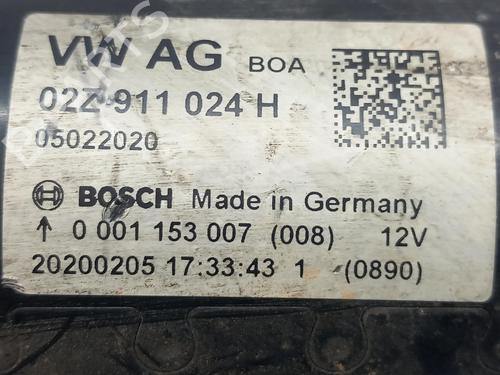 VW AG BOA
02Z 911 024 H
05022020
BOSCH Made in Germany
↑ 0 001 153 007 (008) 12V
20200205 17:33:43 1 (0890)